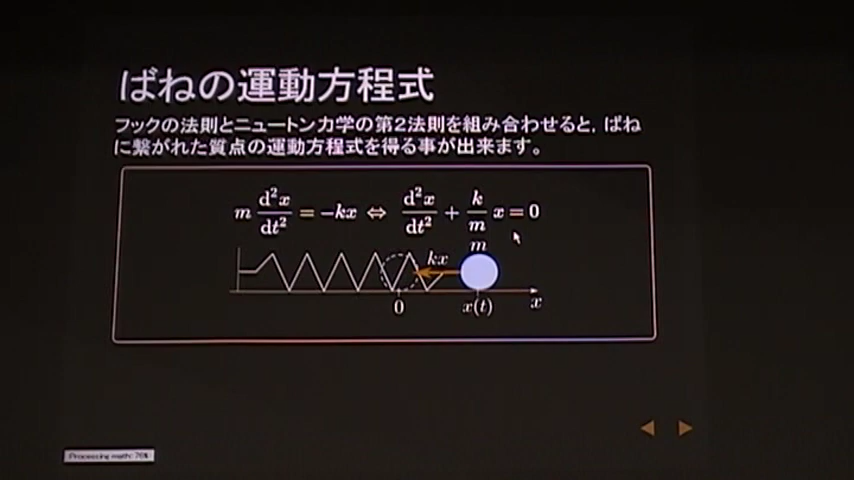 ばねの運動方程式
フックの法則とニュートン力学の第2法則を組み合わせると, ばね
に繋がれた質点の運動方程式を得る事が出来ます。
m d²x/dt² = −kx ⇔ d²x/dt² + k/m x = 0
m
kx
0 x(t) x
Processing math: 76%